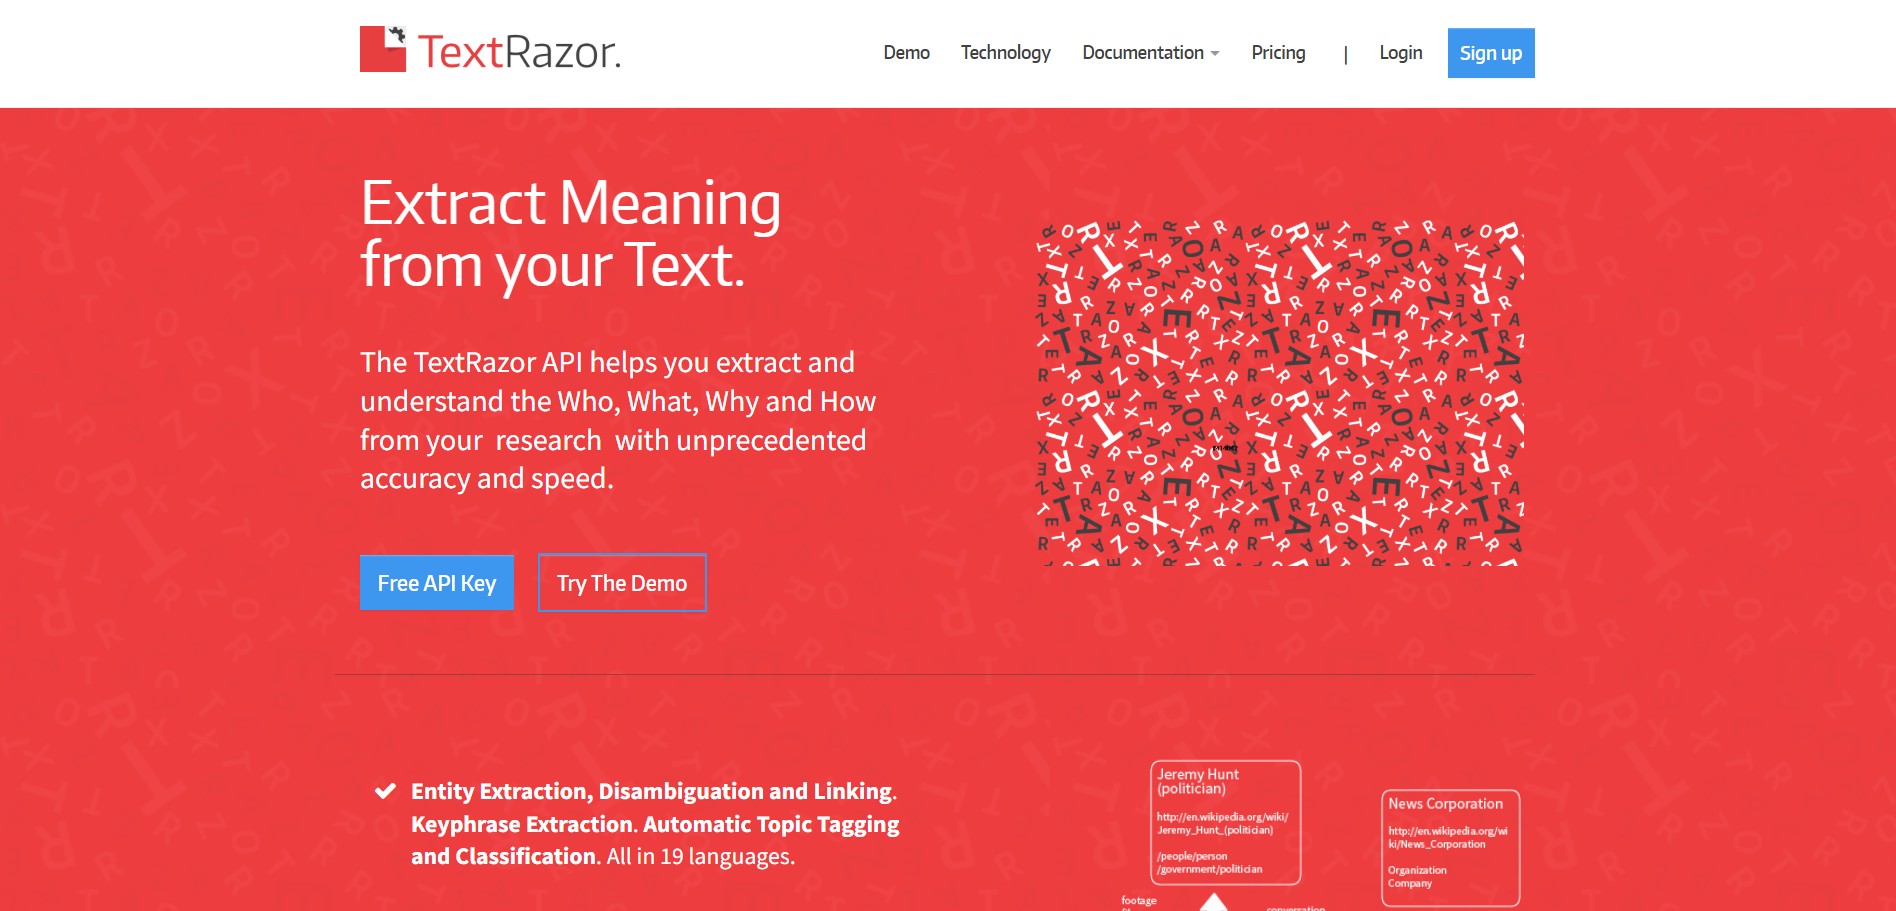 TextRazor.
Demo Technology Documentation Pricing | Login Sign up
Extract Meaning
from your Text.
The TextRazor API helps you extract and
understand the Who, What, Why and How
from your research with unprecedented
accuracy and speed.
Free API Key Try The Demo
Entity Extraction, Disambiguation and Linking.
Keyphrase Extraction. Automatic Topic Tagging
and Classification. All in 19 languages.
Jeremy Hunt
(politician)
http://en.wikipedia.org/wiki/
Jeremy_Hunt_(politician)
/people/person
/government/politician
News Corporation
http://en.wikipedia.org/wi
ki/News_Corporation
Organization
Company
footage